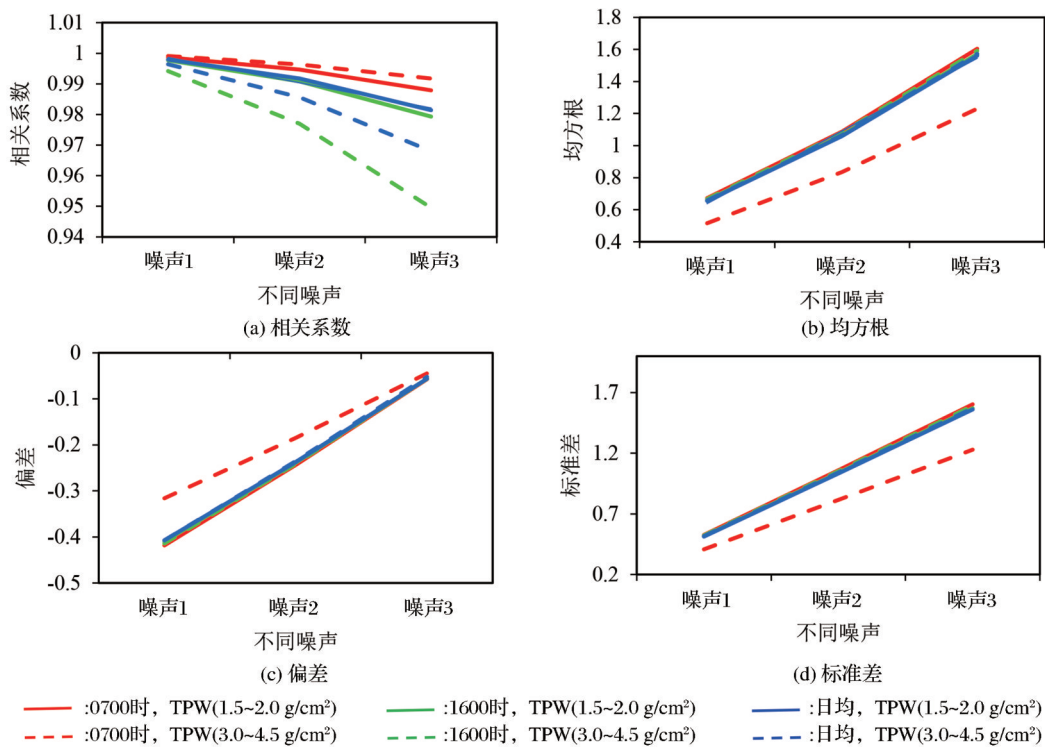 1.01
1
0.99
0.98
0.97
0.96
0.95
0.94
相关系数
噪声1
噪声2
噪声3
不同噪声
(a) 相关系数
1.8
1.6
1.4
1.2
1
0.8
0.6
0.4
均方根
噪声1
噪声2
噪声3
不同噪声
(b) 均方根
0
-0.1
-0.2
-0.3
-0.4
-0.5
偏差
噪声1
噪声2
噪声3
不同噪声
(c) 偏差
1.7
1.2
0.7
0.2
标准差
噪声1
噪声2
噪声3
不同噪声
(d) 标准差
:0700时，TPW(1.5~2.0 g/cm²)
:1600时，TPW(1.5~2.0 g/cm²)
:日均，TPW(1.5~2.0 g/cm²)
:0700时，TPW(3.0~4.5 g/cm²)
:1600时，TPW(3.0~4.5 g/cm²)
:日均，TPW(3.0~4.5 g/cm²)